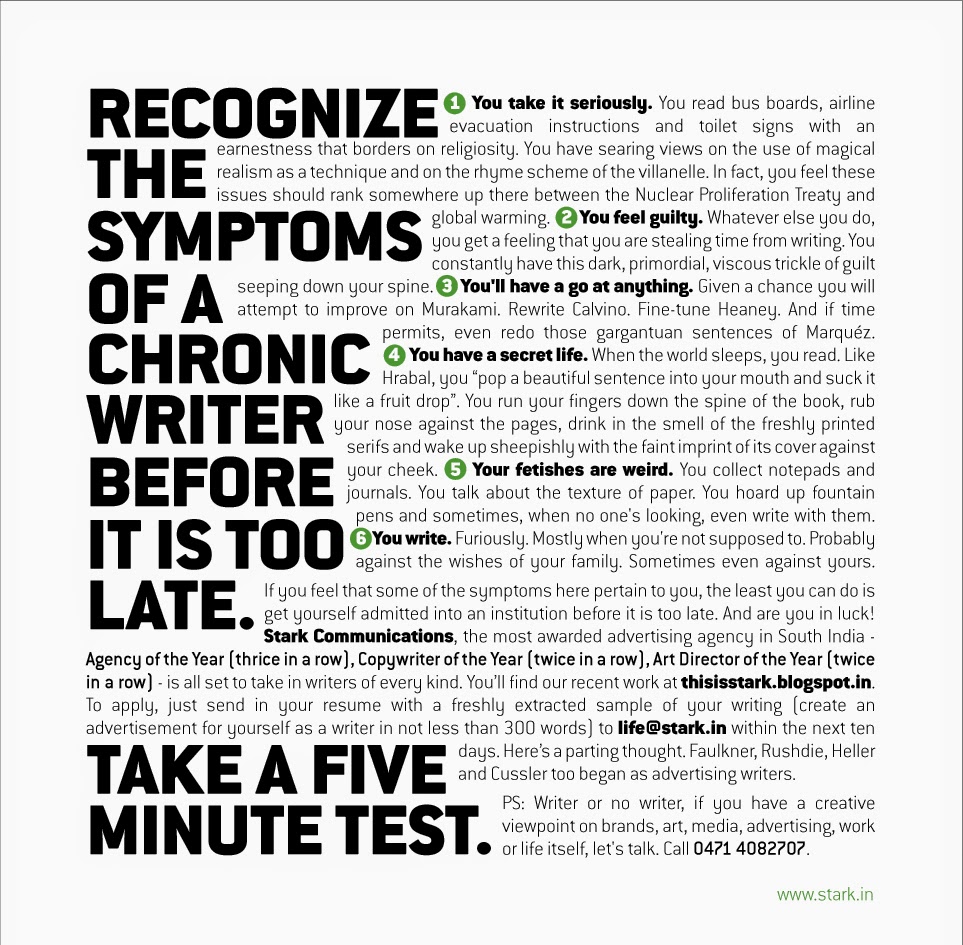 RECOGNIZE
THE
SYMPTOMS
OF A
CHRONIC
WRITER
BEFORE
IT IS TOO
LATE.
1 You take it seriously. You read bus boards, airline
evacuation instructions and toilet signs with an
earnestness that borders on religiosity. You have searing views on the use of magical
realism as a technique and on the rhyme scheme of the villanelle. In fact, you feel these
issues should rank somewhere up there between the Nuclear Proliferation Treaty and
global warming. 2 You feel guilty. Whatever else you do,
you get a feeling that you are stealing time from writing. You
constantly have this dark, primordial, viscous trickle of guilt
seeping down your spine. 3 You'll have a go at anything. Given a chance you will
attempt to improve on Murakami. Rewrite Calvino. Fine-tune Heaney. And if time
permits, even redo those gargantuan sentences of Marquéz.
4 You have a secret life. When the world sleeps, you read. Like
Hrabal, you “pop a beautiful sentence into your mouth and suck it
like a fruit drop”. You run your fingers down the spine of the book, rub
your nose against the pages, drink in the smell of the freshly printed
serifs and wake up sheepishly with the faint imprint of its cover against
your cheek. 5 Your fetishes are weird. You collect notepads and
journals. You talk about the texture of paper. You hoard up fountain
pens and sometimes, when no one's looking, even write with them.
6 You write. Furiously. Mostly when you're not supposed to. Probably
against the wishes of your family. Sometimes even against yours.
If you feel that some of the symptoms here pertain to you, the least you can do is
get yourself admitted into an institution before it is too late. And are you in luck!
Stark Communications, the most awarded advertising agency in South India -
Agency of the Year (thrice in a row), Copywriter of the Year (twice in a row), Art Director of the Year (twice
in a row) - is all set to take in writers of every kind. You'll find our recent work at thisisstark.blogspot.in.
To apply, just send in your resume with a freshly extracted sample of your writing (create an
advertisement for yourself as a writer in not less than 300 words) to life@stark.in within the next ten
days. Here's a parting thought. Faulkner, Rushdie, Heller
and Cussler too began as advertising writers.
TAKE A FIVE
MINUTE TEST.
PS: Writer or no writer, if you have a creative
viewpoint on brands, art, media, advertising, work
or life itself, let's talk. Call 0471 4082707.
www.stark.in